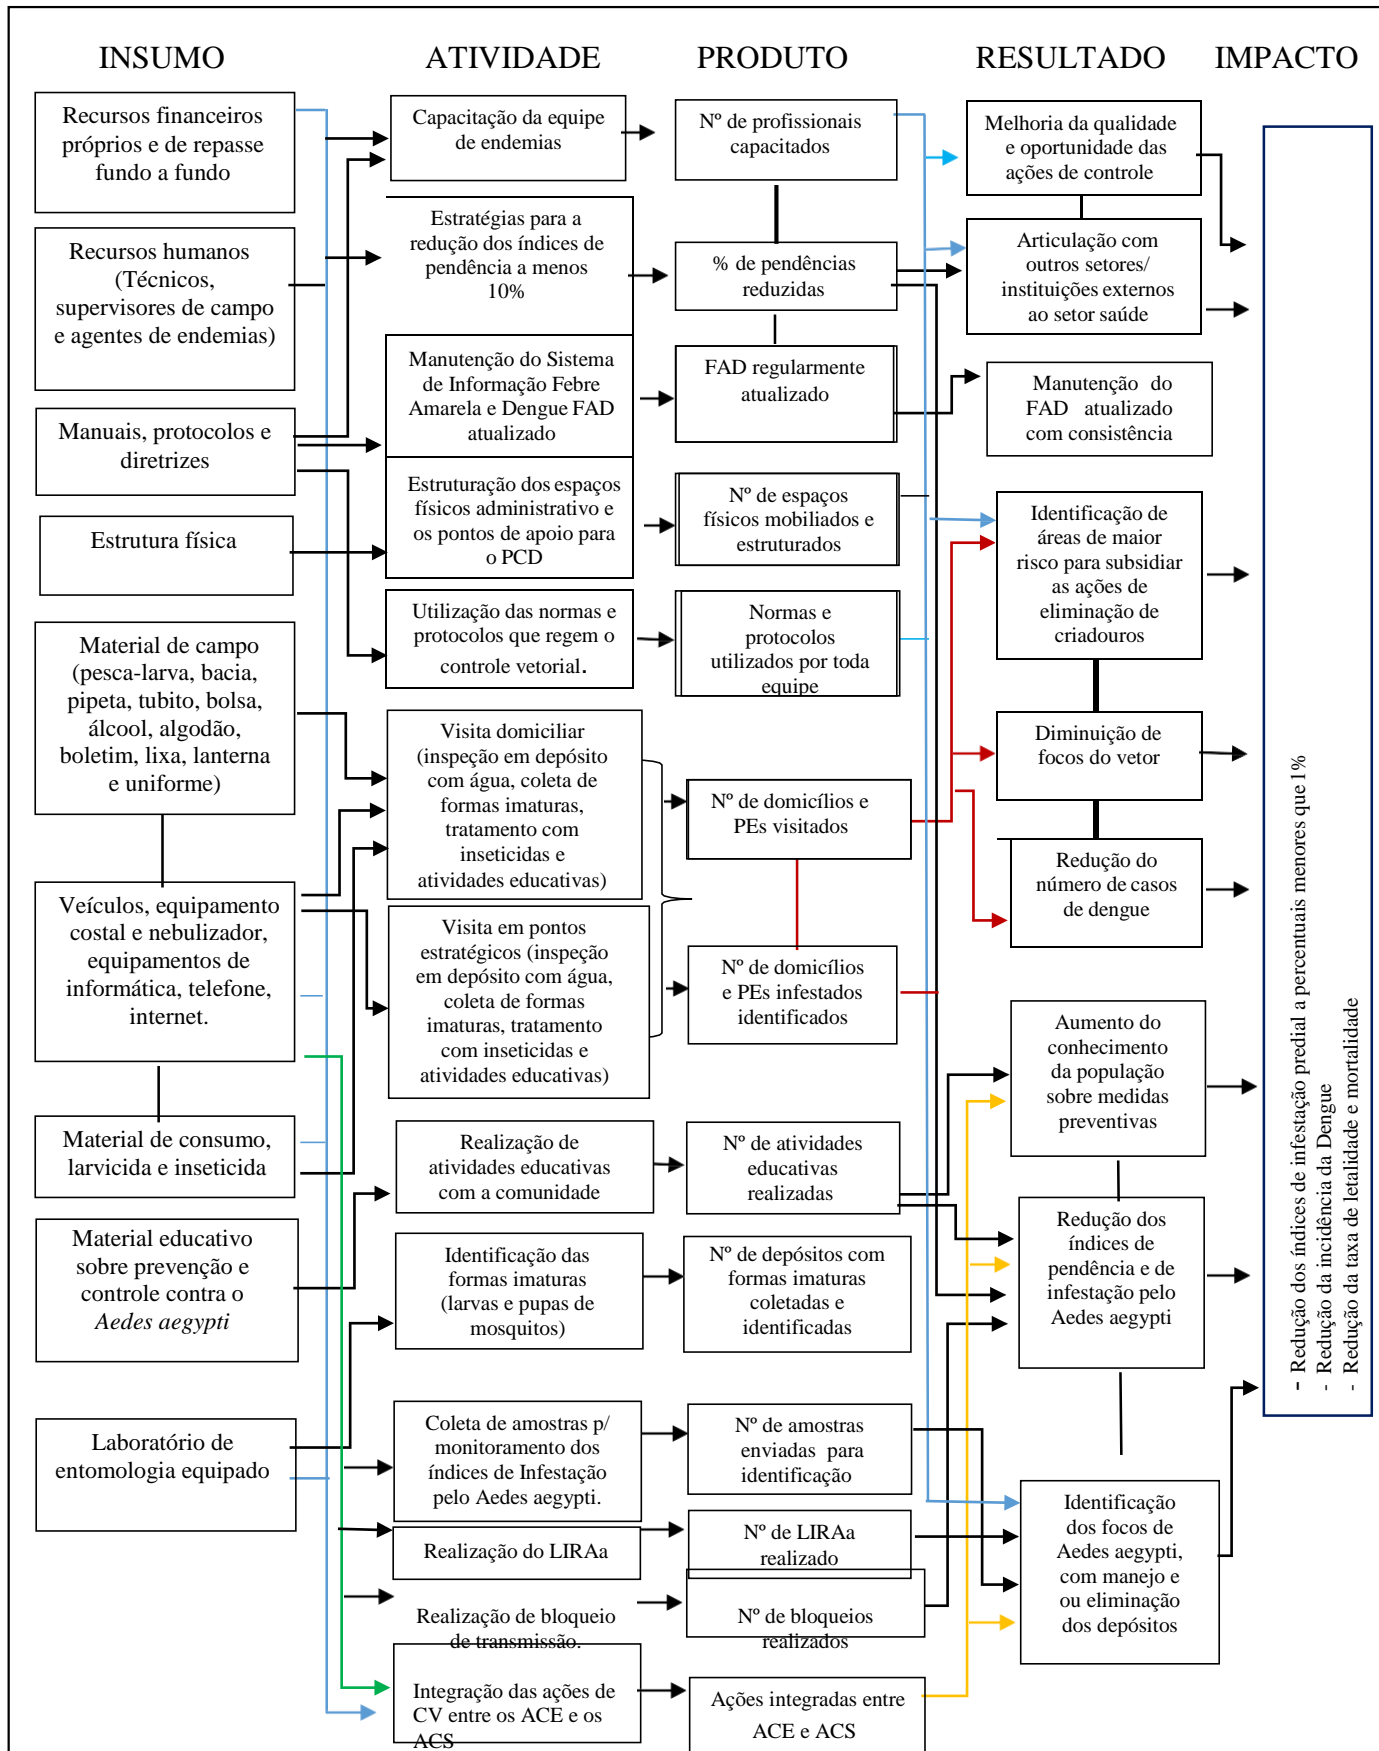 INSUMO
ATIVIDADE
PRODUTO
RESULTADO
IMPACTO
Recursos financeiros
próprios e de repasse
fundo a fundo
Recursos humanos
(Técnicos,
supervisores de campo
e agentes de endemias)
Manuais, protocolos e
diretrizes
Estrutura física
Material de campo
(pesca-larva, bacia,
pipeta, tubito, bolsa,
álcool, algodão,
boletim, lixa, lanterna
e uniforme)
Veículos, equipamento
costal e nebulizador,
equipamentos de
informática, telefone,
internet.
Material de consumo,
larvicida e inseticida
Material educativo
sobre prevenção e
controle contra o
Aedes aegypti
Laboratório de
entomologia equipado
Capacitação da equipe
de endemias
Estratégias para a
redução dos índices de
pendência a menos
10%
Manutenção do Sistema
de Informação Febre
Amarela e Dengue FAD
atualizado
Estruturação dos espaços
físicos administrativo e
os pontos de apoio para
o PCD
Utilização das normas e
protocolos que regem o
controle vetorial.
Visita domiciliar
(inspeção em depósito
com água, coleta de
formas imaturas,
tratamento com
inseticidas e
atividades educativas)
Visita em pontos
estratégicos (inspeção
em depósito com água,
coleta de formas
imaturas, tratamento
com inseticidas e
atividades educativas)
Realização de
atividades educativas
com a comunidade
Identificação das
formas imaturas
(larvas e pupas de
mosquitos)
Coleta de amostras p/
monitoramento dos
índices de Infestação
pelo Aedes aegypti.
Realização do LIRAa
Realização de bloqueio
de transmissão.
Integração das ações de
CV entre os ACE e os
ACS
Nº de profissionais
capacitados
% de pendências
reduzidas
FAD regularmente
atualizado
Nº de espaços
físicos mobiliados e
estruturados
Normas e
protocolos
utilizados por toda
equipe
Nº de domicílios e
PEs visitados
Nº de domicílios
e PEs infestados
identificados
Nº de atividades
educativas
realizadas
Nº de depósitos com
formas imaturas
coletadas e
identificadas
Nº de amostras
enviadas para
identificação
Nº de LIRAa
realizado
Nº de bloqueios
realizados
Ações integradas entre
ACE e ACS
Melhoria da qualidade
e oportunidade das
ações de controle
Articulação com
outros setores/
instituições externos
ao setor saúde
Manutenção do
FAD atualizado
com consistência
Identificação de
áreas de maior
risco para subsidiar
as ações de
eliminação de
criadouros
Diminuição de
focos do vetor
Redução do
número de casos
de dengue
Aumento do
conhecimento
da população
sobre medidas
preventivas
Redução dos
índices de
pendência e de
infestação pelo
Aedes aegypti
Identificação
dos focos de
Aedes aegypti,
com manejo e
ou eliminação
dos depósitos
- Redução dos índices de infestação predial a percentuais menores que 1%
- Redução da incidência da Dengue
- Redução da taxa de letalidade e mortalidade